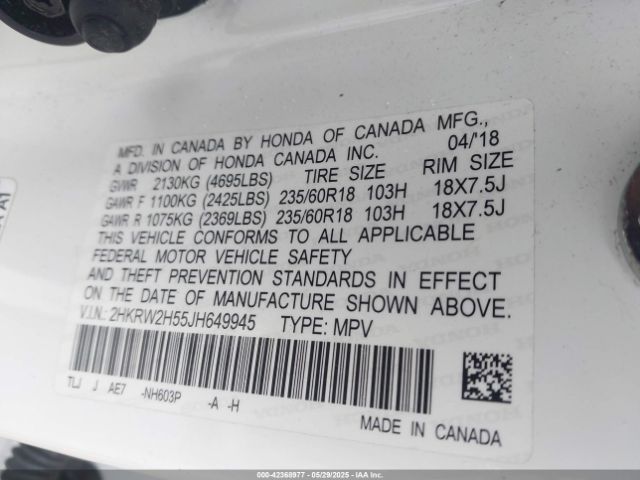 MFD. IN CANADA BY HONDA OF CANADA MFG., 04/'18
A DIVISION OF HONDA CANADA INC.
GVWR 2130KG (4695LBS) TIRE SIZE RIM SIZE
GAWR F 1100KG (2425LBS) 235/60R18 103H 18X7.5J
GAWR R 1075KG (2369LBS) 235/60R18 103H 18X7.5J
THIS VEHICLE CONFORMS TO ALL APPLICABLE
FEDERAL MOTOR VEHICLE SAFETY
AND THEFT PREVENTION STANDARDS IN EFFECT
ON THE DATE OF MANUFACTURE SHOWN ABOVE.
V.I.N.: 2HKRW2H55JH649945 TYPE: MPV
TLJ J AE7 -NH603P -A -H
MADE IN CANADA
000-42368977 --- 05/29/2025 --- IAAI